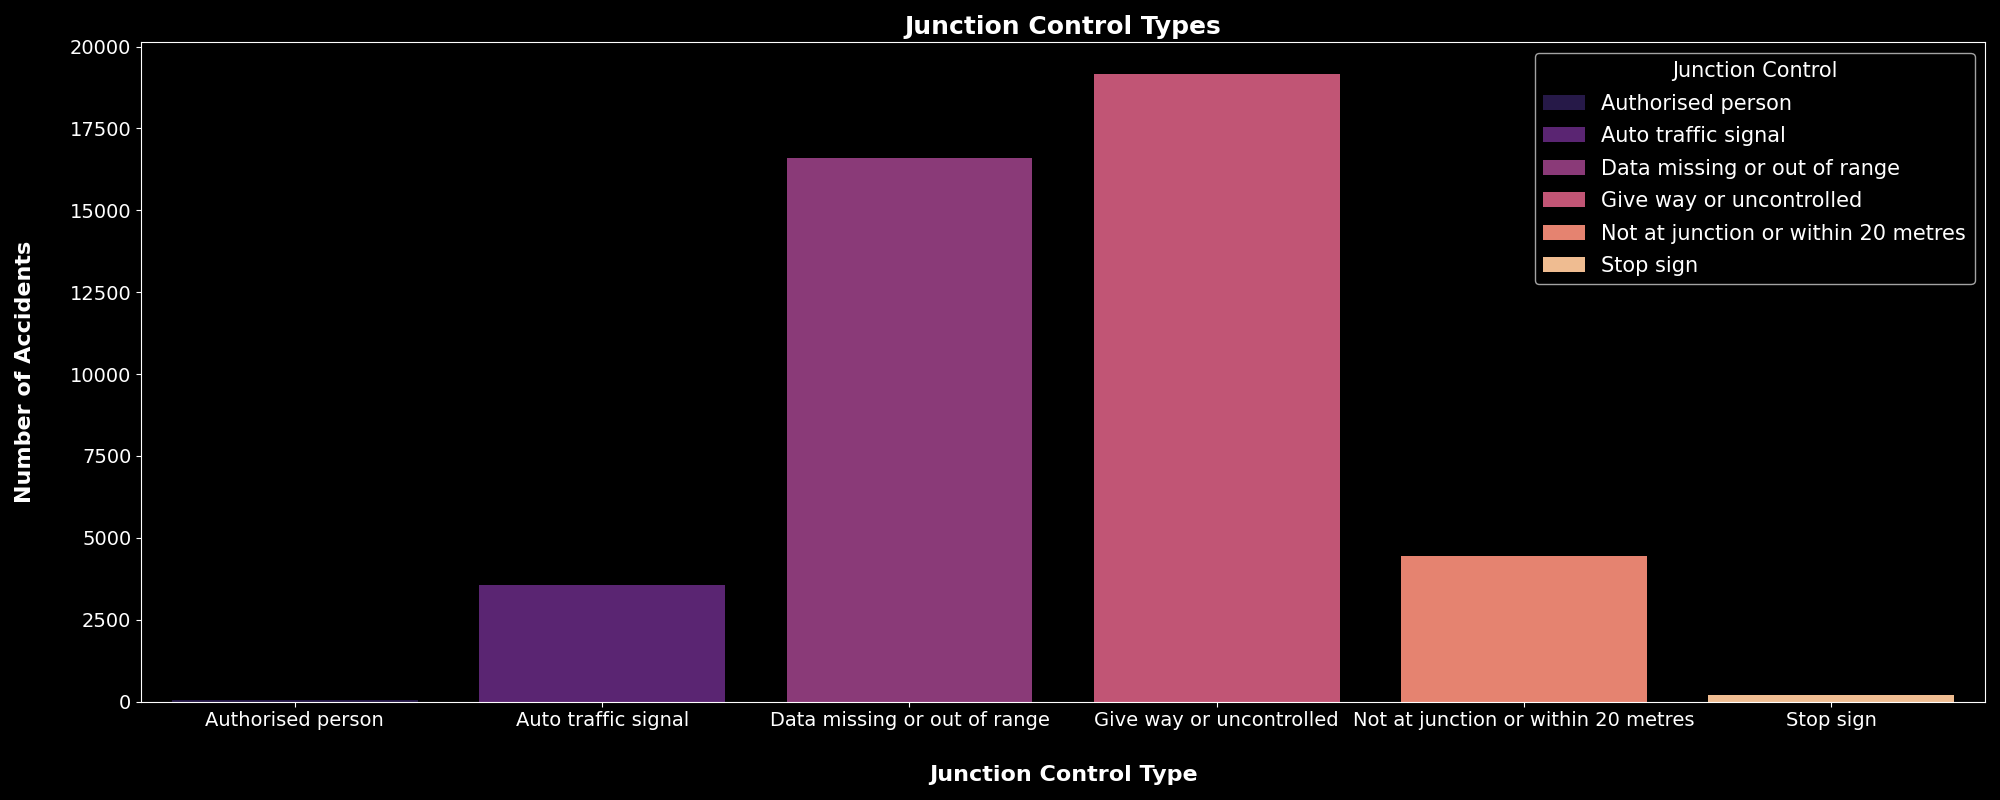 Junction Control Types
20000
17500
15000
12500
10000
7500
5000
2500
0
Number of Accidents
Junction Control
Authorised person
Auto traffic signal
Data missing or out of range
Give way or uncontrolled
Not at junction or within 20 metres
Stop sign
Authorised person
Auto traffic signal
Data missing or out of range
Give way or uncontrolled
Not at junction or within 20 metres
Stop sign
Junction Control Type